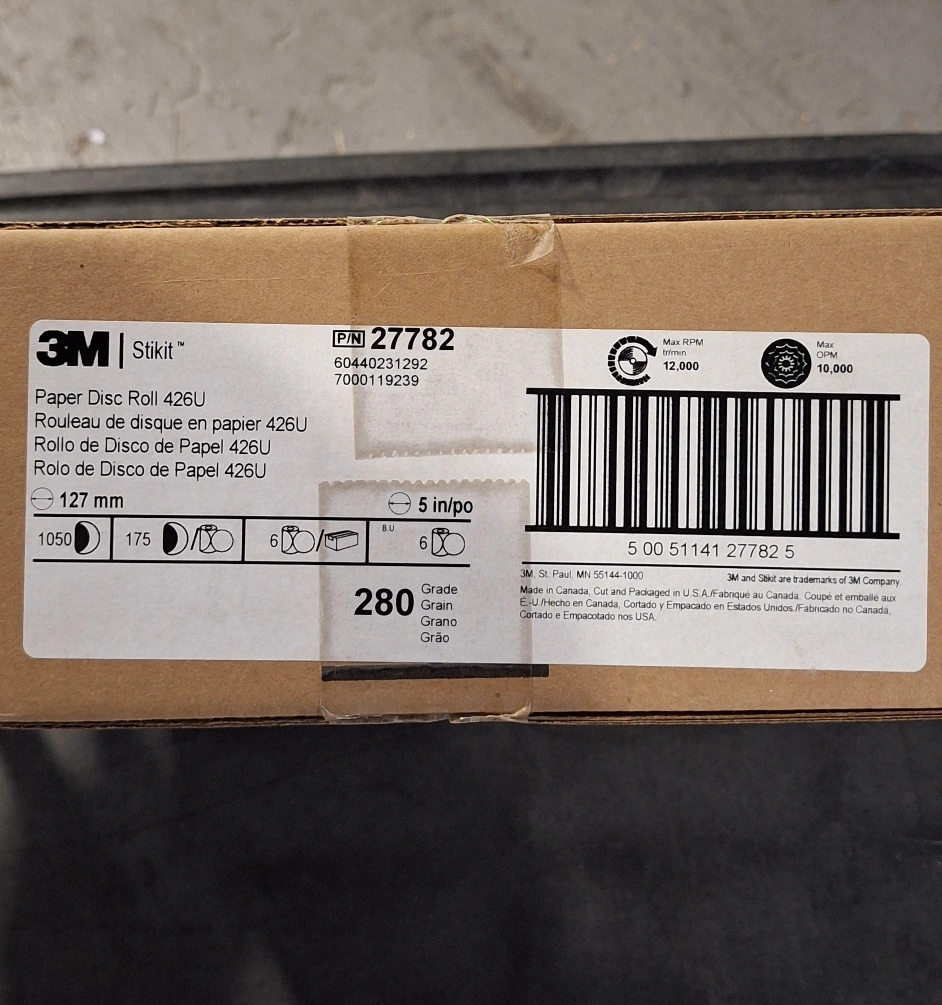 3M | Stikit™
P/N 27782
60440231292
7000119239
Paper Disc Roll 426U
Rouleau de disque en papier 426U
Rollo de Disco de Papel 426U
Rolo de Disco de Papel 426U
127 mm
5 in/po
1050
175 /
6 /
B.U
6
280
Grade
Grain
Grano
Grão
Max RPM
tr/min
12,000
Max
OPM
10,000
5 00 51141 27782 5
3M, St. Paul, MN 55144-1000
3M and Stikit are trademarks of 3M Company.
Made in Canada, Cut and Packaged in U.S.A./Fabriqué au Canada. Coupé et emballé aux
É.-U./Hecho en Canada, Cortado y Empacado en Estados Unidos./Fabricado no Canadá,
Cortado e Empacotado nos USA.